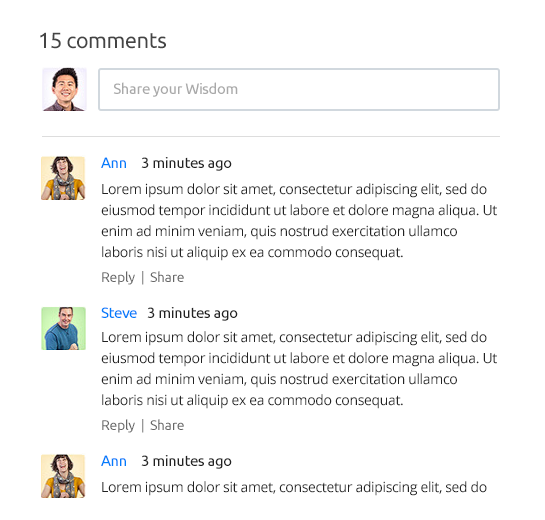 15 comments
Share your Wisdom
Ann 3 minutes ago
Lorem ipsum dolor sit amet, consectetur adipiscing elit, sed do
eiusmod tempor incididunt ut labore et dolore magna aliqua. Ut
enim ad minim veniam, quis nostrud exercitation ullamco
laboris nisi ut aliquip ex ea commodo consequat.
Reply | Share
Steve 3 minutes ago
Lorem ipsum dolor sit amet, consectetur adipiscing elit, sed do
eiusmod tempor incididunt ut labore et dolore magna aliqua. Ut
enim ad minim veniam, quis nostrud exercitation ullamco
laboris nisi ut aliquip ex ea commodo consequat.
Reply | Share
Ann 3 minutes ago
Lorem ipsum dolor sit amet, consectetur adipiscing elit, sed do